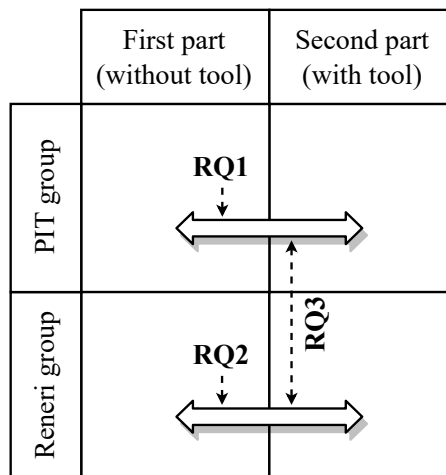 First part
(without tool)
Second part
(with tool)
PIT group
RQ1
RQ3
Reneri group
RQ2